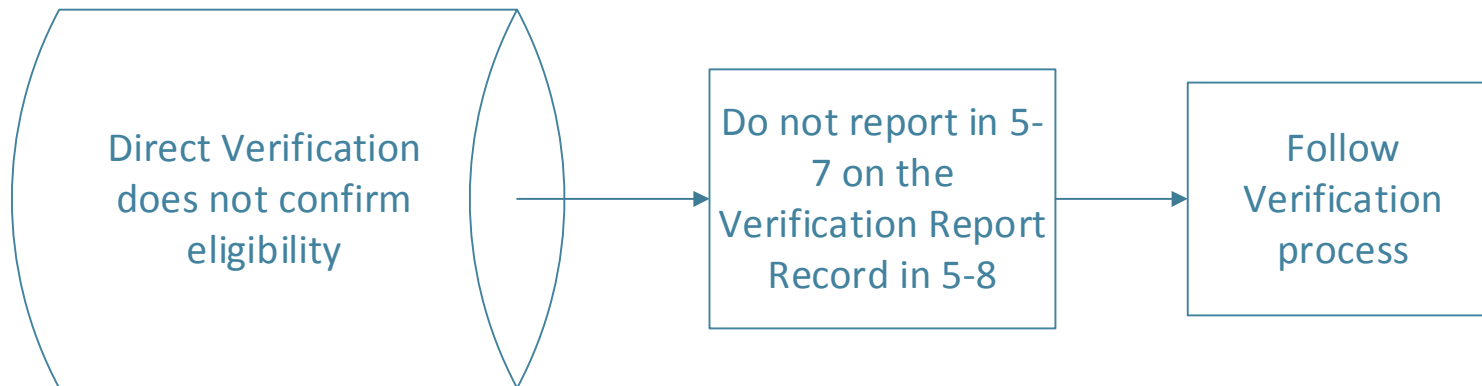 Direct Verification
does not confirm
eligibility
Do not report in 5-
7 on the
Verification Report
Record in 5-8
Follow
Verification
process